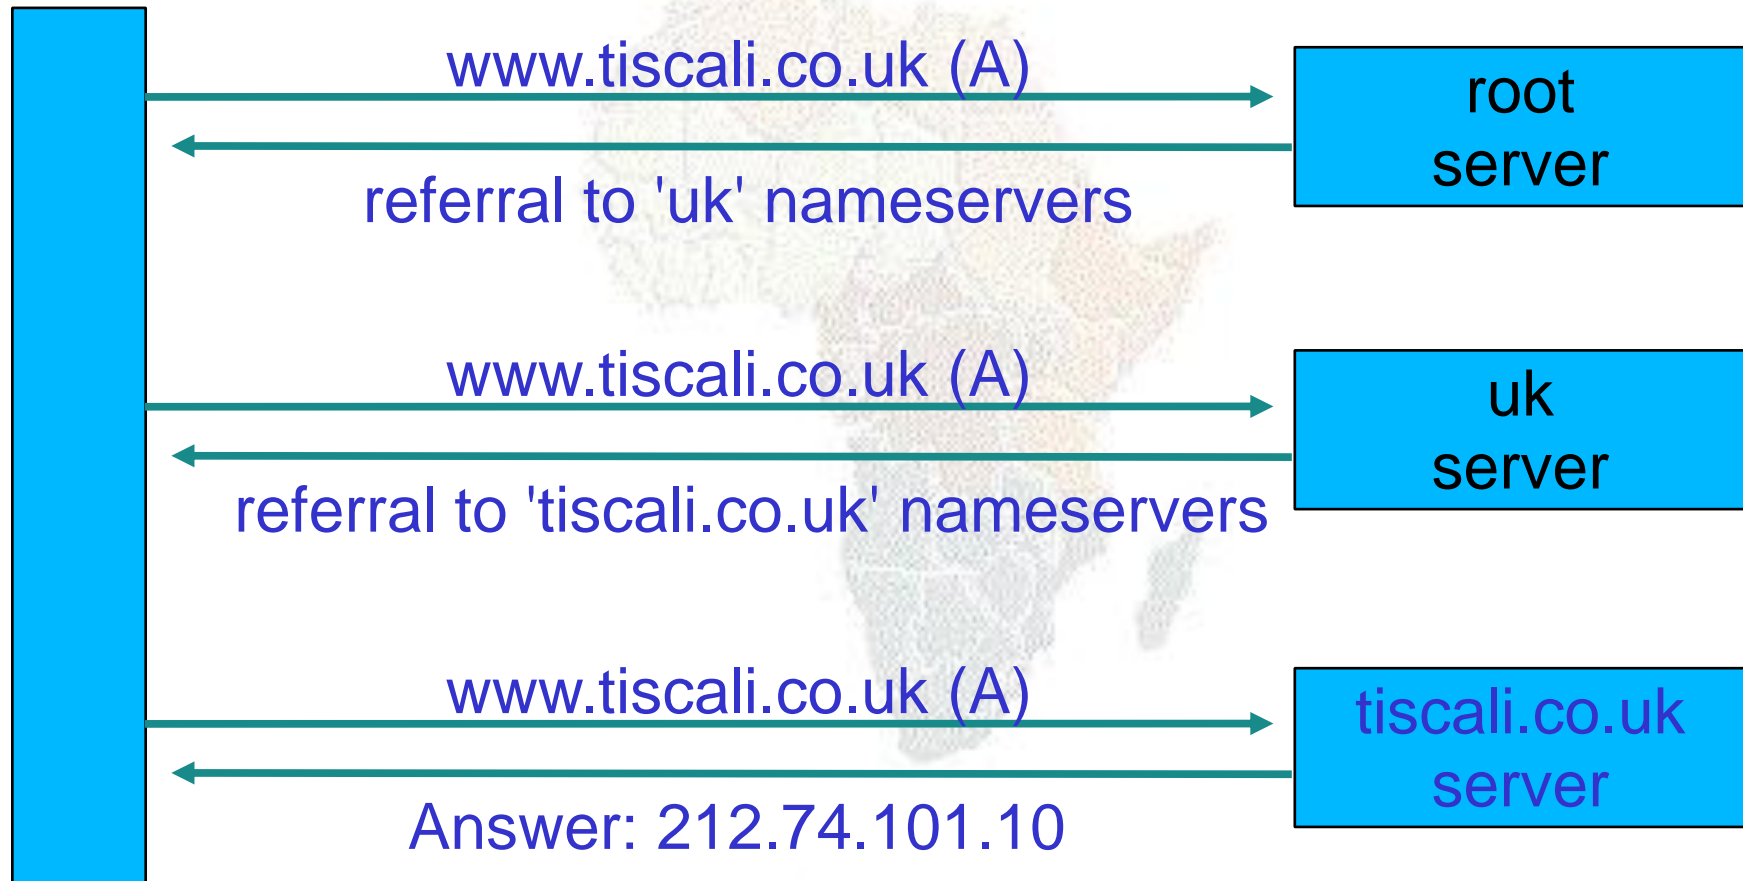 www.tiscali.co.uk (A)
root
server
referral to 'uk' nameservers
www.tiscali.co.uk (A)
uk
server
referral to 'tiscali.co.uk' nameservers
www.tiscali.co.uk (A)
tiscali.co.uk
server
Answer: 212.74.101.10